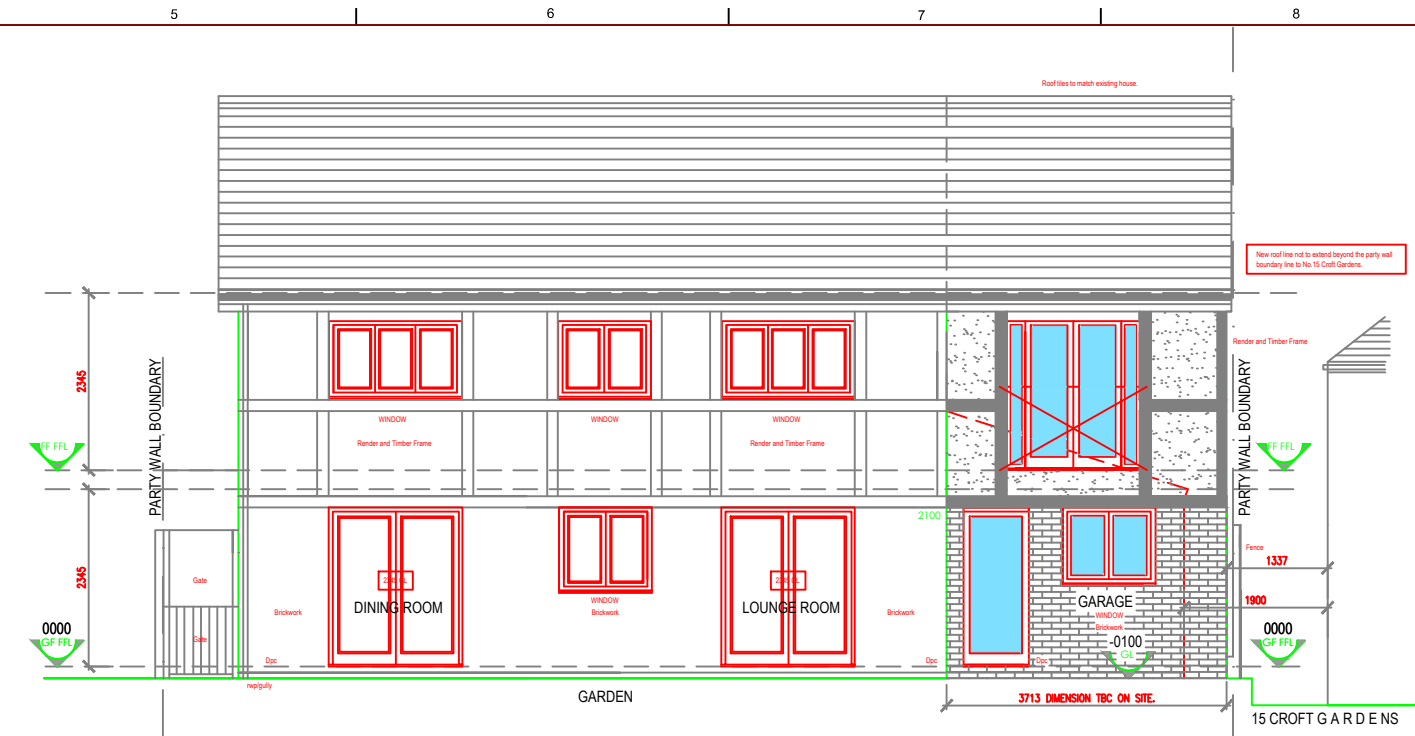 5 6 7 8
Roof tiles to match existing house.
New roof line not to extend beyond the party wall
boundary line to No.15 Croft Gardens.
Render and Timber Frame
PARTY WALL BOUNDARY
2345
FF FFL
WINDOW
Render and Timber Frame
WINDOW
WINDOW
Render and Timber Frame
PARTY WALL BOUNDARY
FF FFL
2100
2345
Gate
Gate
0000
GF FFL
Brickwork
DINING ROOM
WINDOW
Brickwork
LOUNGE ROOM
Brickwork
GARAGE
WINDOW
Brickwork
-0100
GL
Fence
1337
1900
0000
GF FFL
Dpc
Dpc
Dpc
rwp/gully
GARDEN
3713 DIMENSION TBC ON SITE.
15 CROFT GARDENS